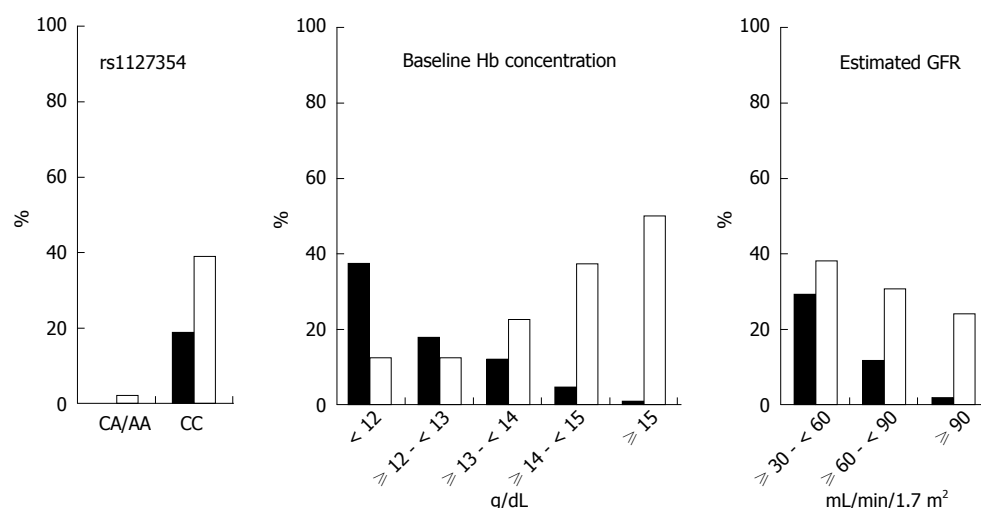 100
80
60
40
20
0
%
rs1127354
CA/AA
CC
100
80
60
40
20
0
%
Baseline Hb concentration
< 12
⩾ 12 - < 13
⩾ 13 - < 14
⩾ 14 - < 15
⩾ 15
g/dL
100
80
60
40
20
0
%
Estimated GFR
⩾ 30 - < 60
⩾ 60 - < 90
⩾ 90
mL/min/1.7 m²